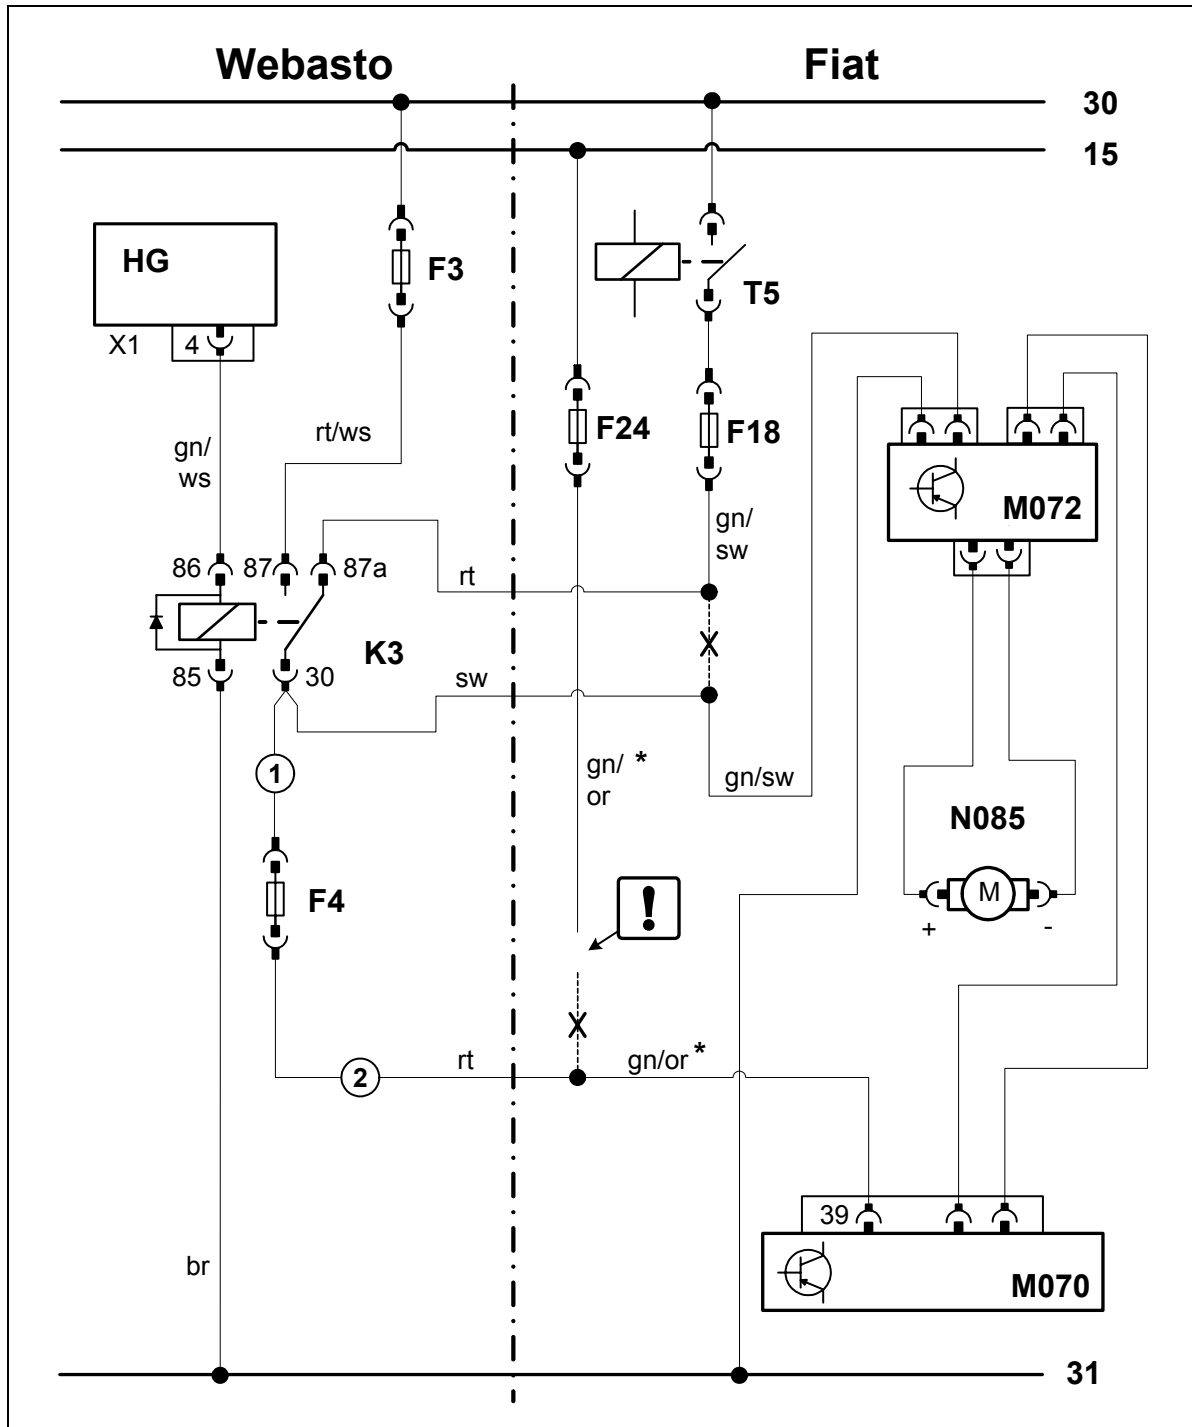 Webasto
Fiat
30
15
HG
F3
T5
X1
4
gn/
ws
rt/ws
F24
F18
M072
gn/
sw
86
87
87a
rt
K3
85
30
sw
1
gn/ *
or
gn/sw
N085
F4
!
M
+
-
2
rt
gn/or *
39
br
M070
31